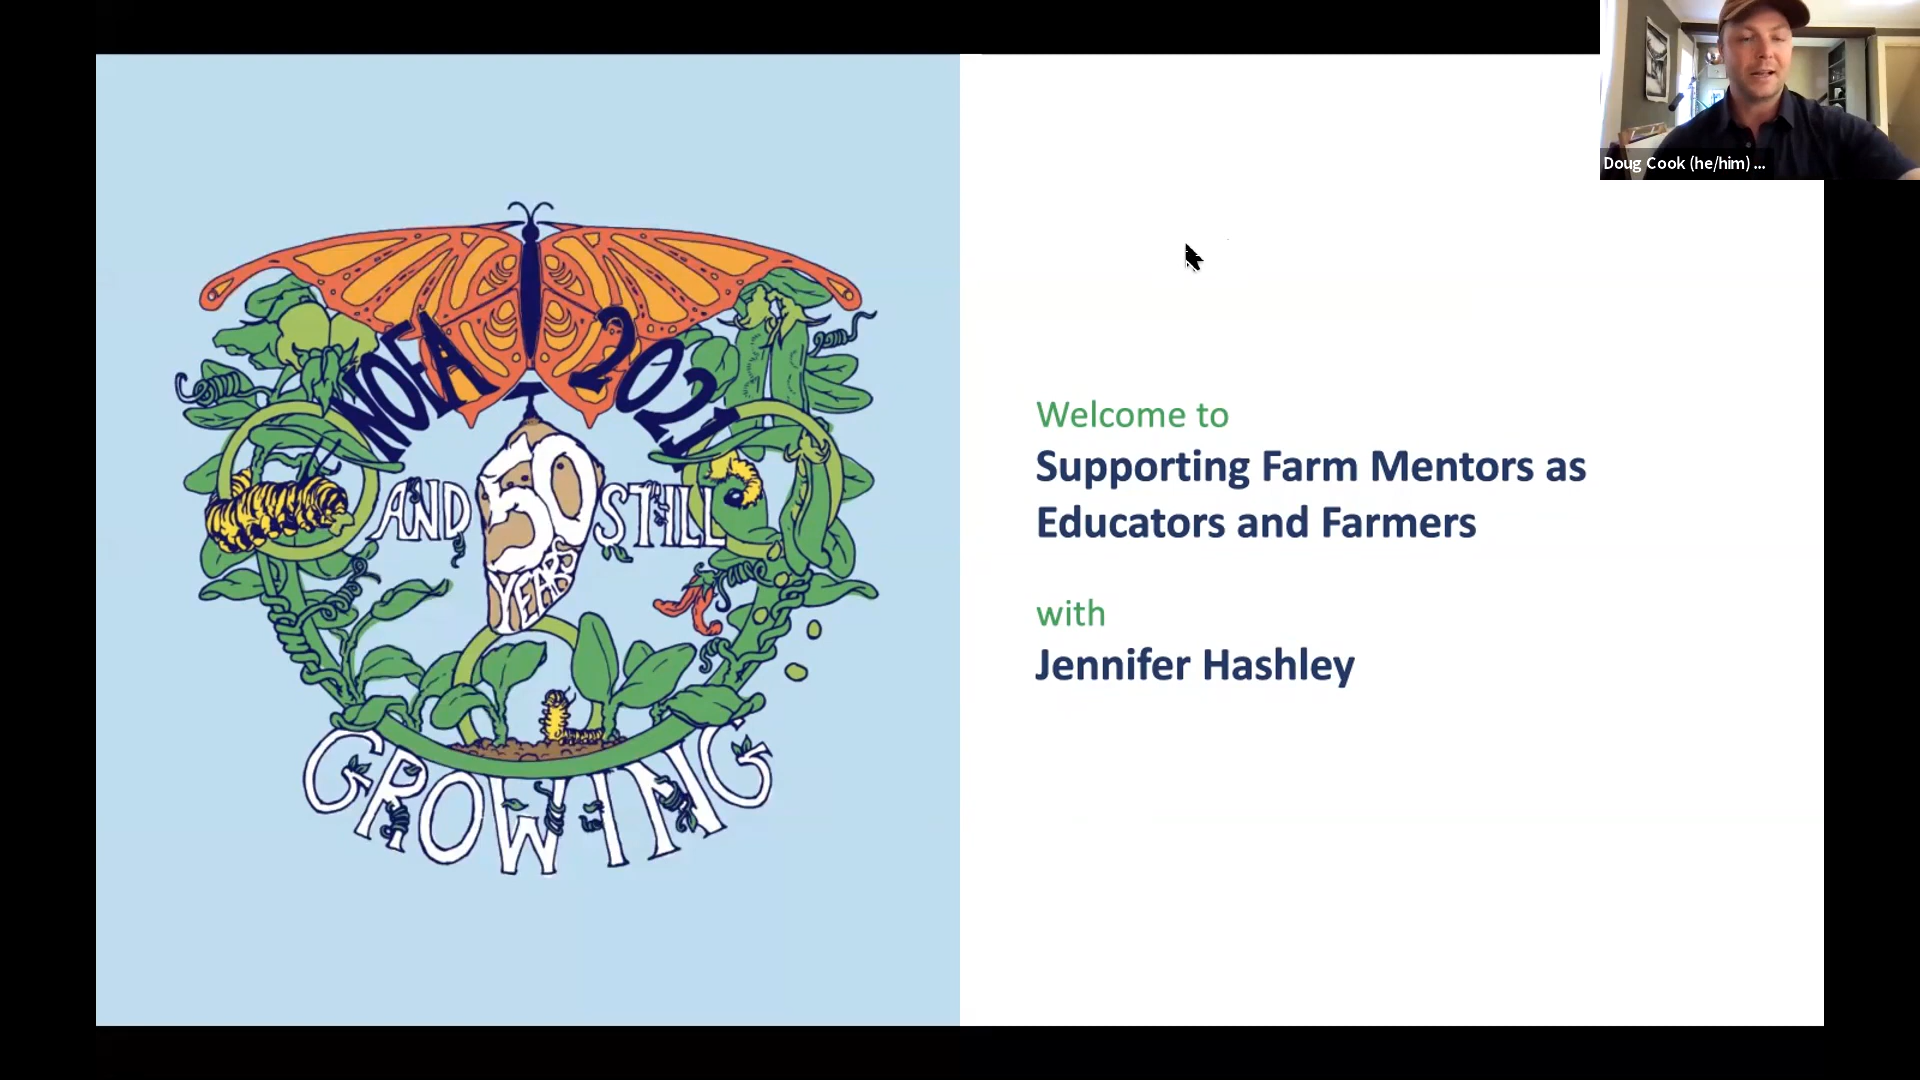 Doug Cook (he/him) ...
NOFA 2021
AND 50 STILL
YEARS
GROWING
Welcome to
Supporting Farm Mentors as
Educators and Farmers
with
Jennifer Hashley